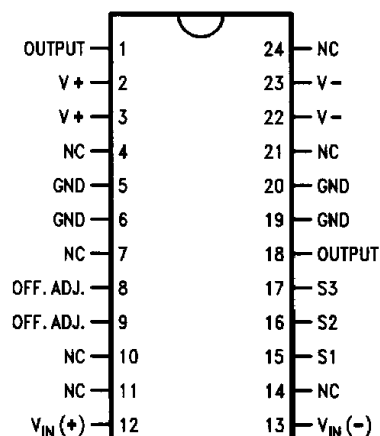 OUTPUT 1 24 NC
V+ 2 23 V-
V+ 3 22 V-
NC 4 21 NC
GND 5 20 GND
GND 6 19 GND
NC 7 18 OUTPUT
OFF. ADJ. 8 17 S3
OFF. ADJ. 9 16 S2
NC 10 15 S1
NC 11 14 NC
VIN (+) 12 13 VIN (-)